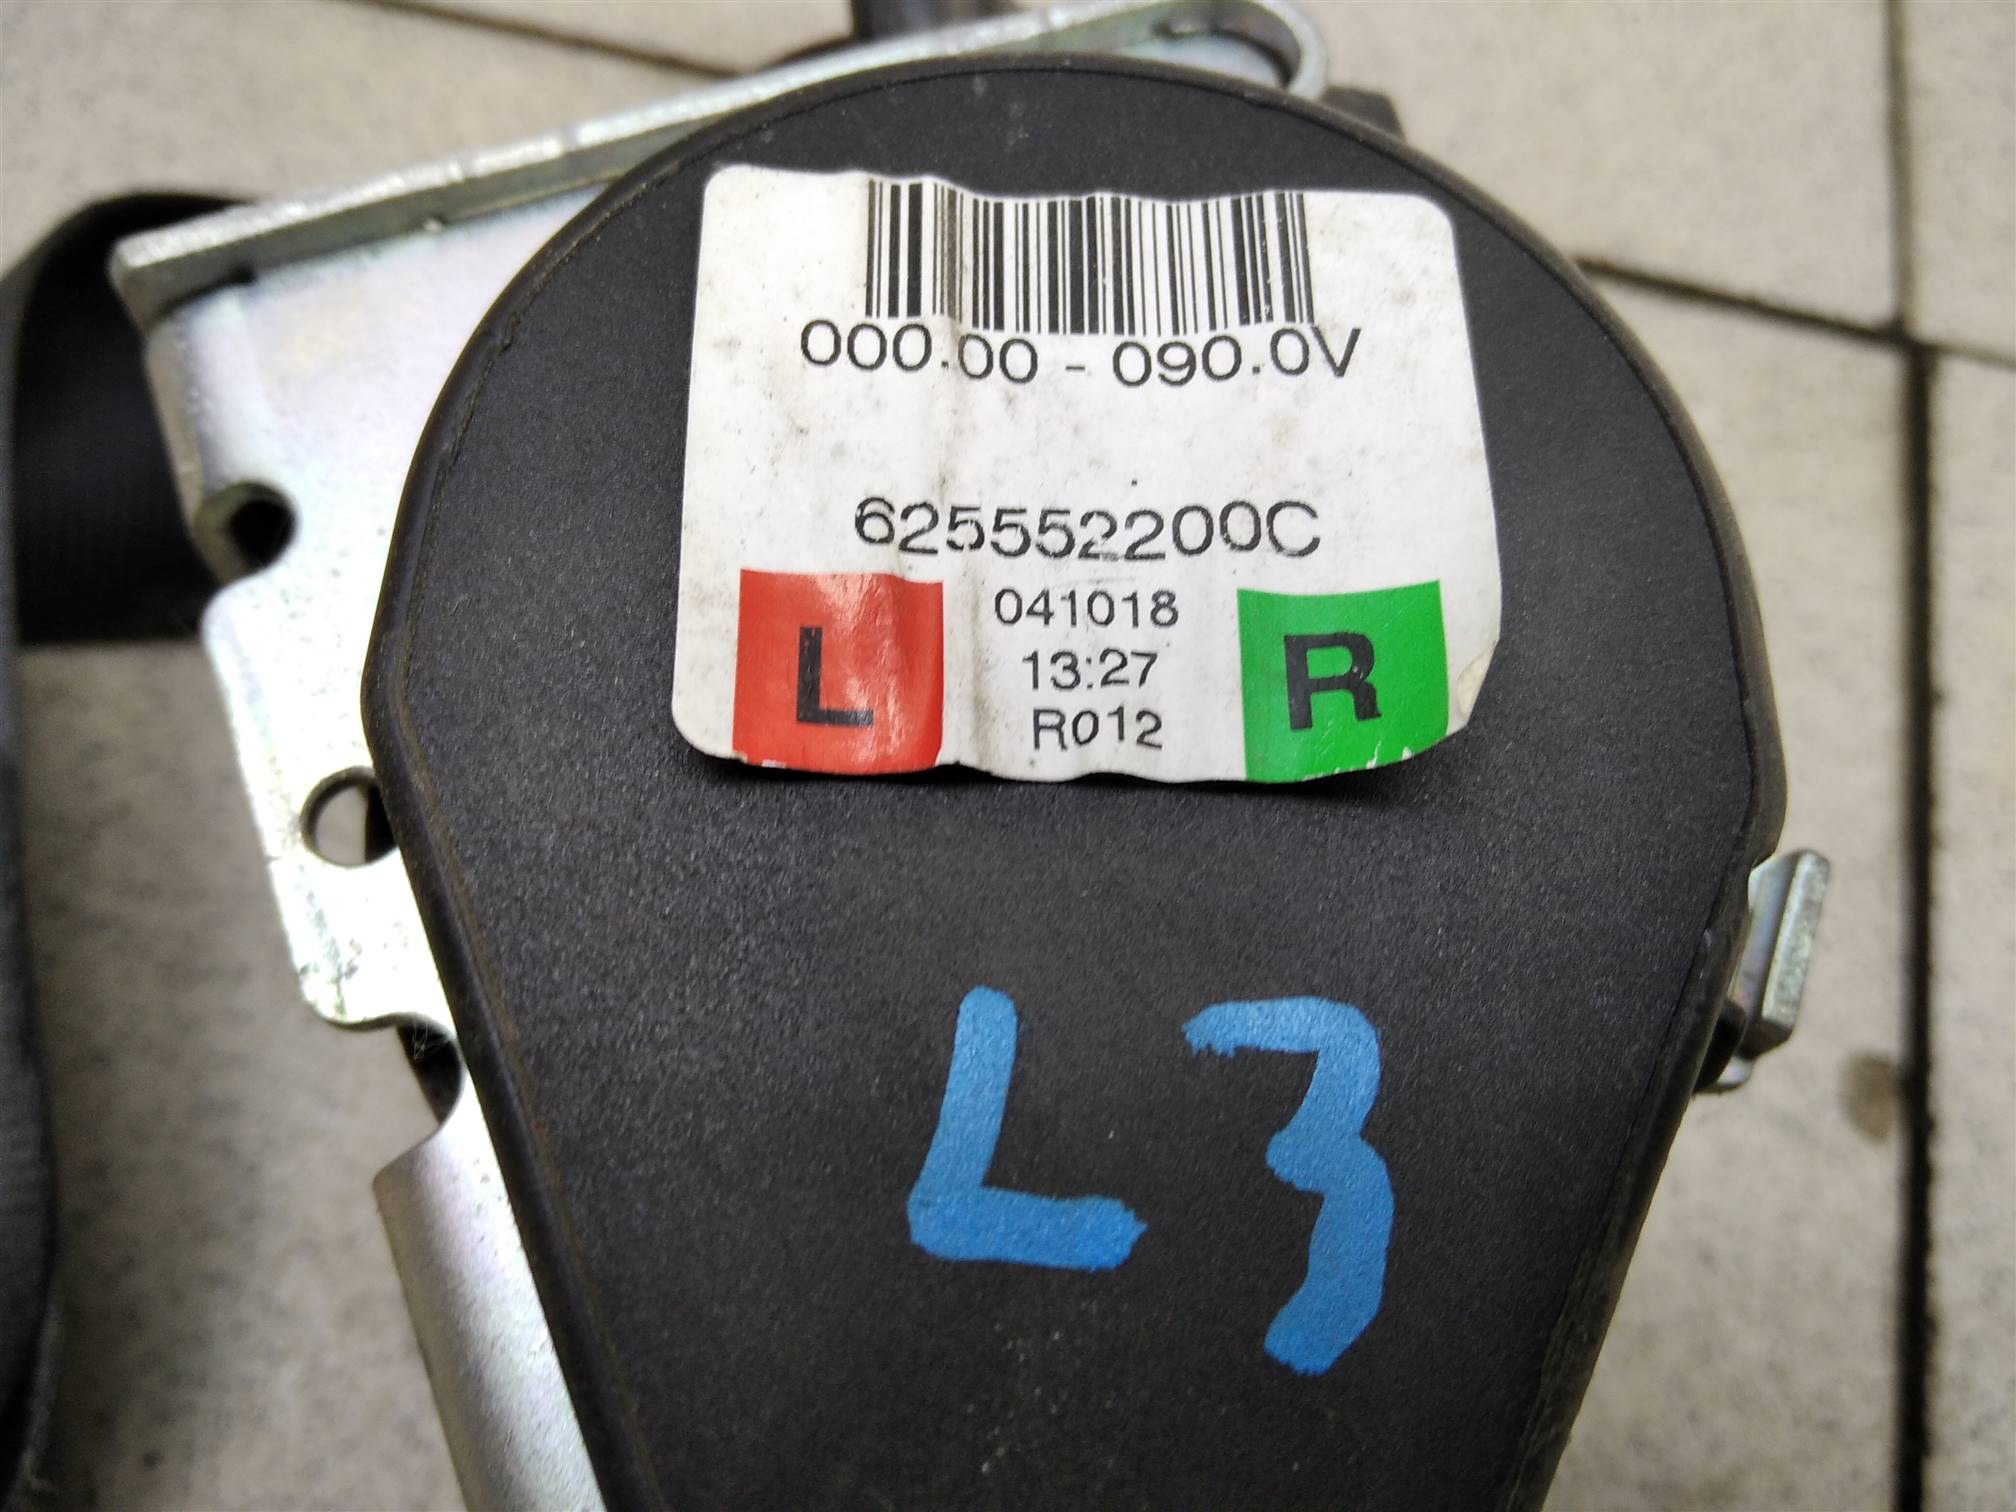 000.00 - 090.0V
625552200C
L
041018
13:27
R012
R
L3